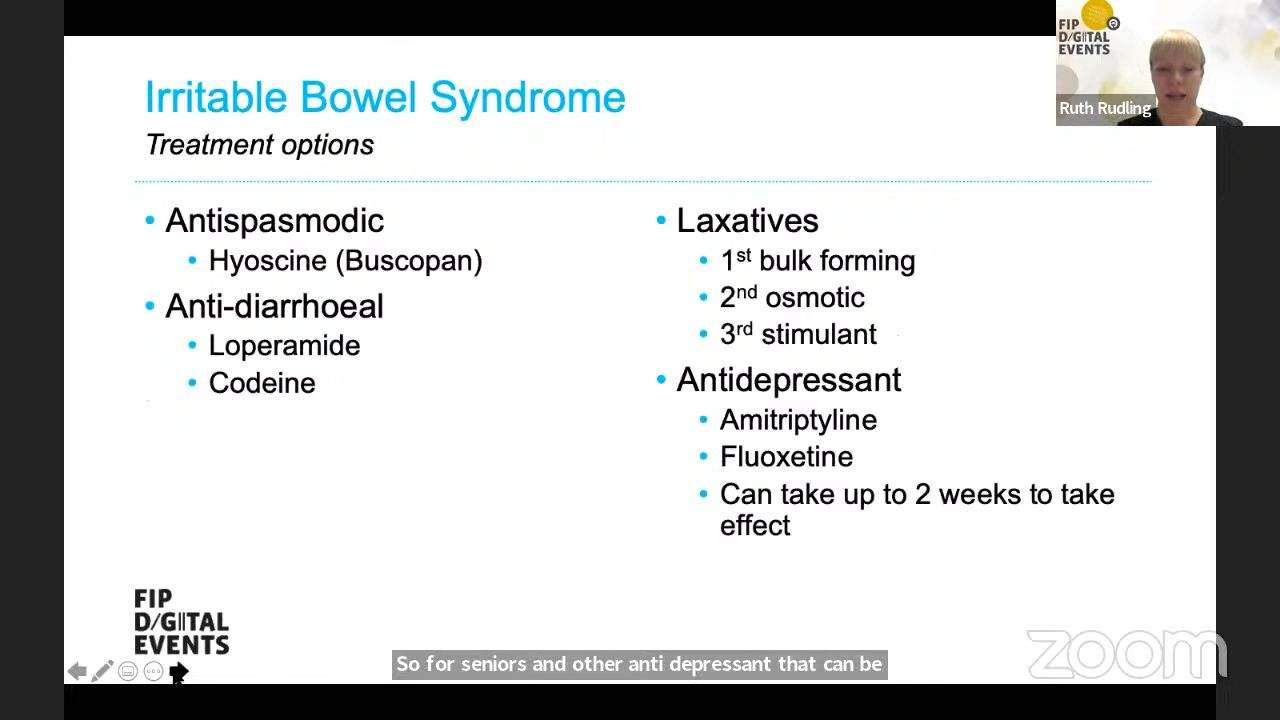 FIP
D/GITAL
EVENTS
Ruth Rudling
Irritable Bowel Syndrome
Treatment options
• Antispasmodic
• Hyoscine (Buscopan)
• Anti-diarrhoeal
• Loperamide
• Codeine
• Laxatives
• 1st bulk forming
• 2nd osmotic
• 3rd stimulant
• Antidepressant
• Amitriptyline
• Fluoxetine
• Can take up to 2 weeks to take
effect
FIP
D/GITAL
EVENTS
So for seniors and other anti depressant that can be
zoom